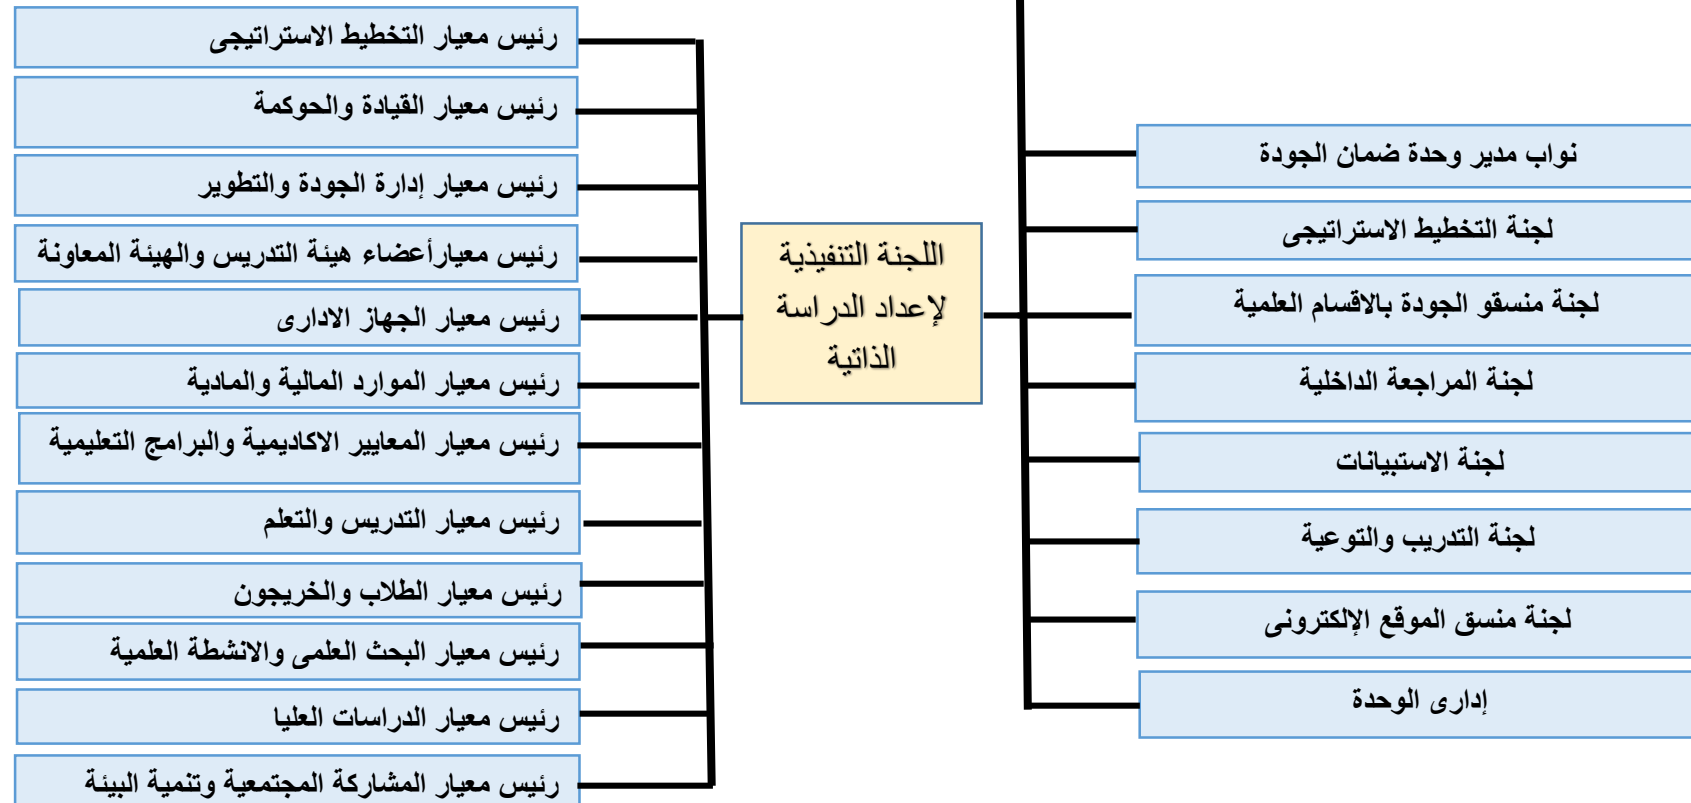 نواب مدير وحدة ضمان الجودة
لجنة التخطيط الاستراتيجى
لجنة منسقو الجودة بالاقسام العلمية
لجنة المراجعة الداخلية
لجنة الاستبيانات
لجنة التدريب والتوعية
لجنة منسق الموقع الإلكترونى
إدارى الوحدة
اللجنة التنفيذية
لإعداد الدراسة
الذاتية
رئيس معيار التخطيط الاستراتيجى
رئيس معيار القيادة والحوكمة
رئيس معيار إدارة الجودة والتطوير
رئيس معيارأعضاء هيئة التدريس والهيئة المعاونة
رئيس معيار الجهاز الادارى
رئيس معيار الموارد المالية والمادية
رئيس معيار المعايير الاكاديمية والبرامج التعليمية
رئيس معيار التدريس والتعلم
رئيس معيار الطلاب والخريجون
رئيس معيار البحث العلمى والانشطة العلمية
رئيس معيار الدراسات العليا
رئيس معيار المشاركة المجتمعية وتنمية البيئة